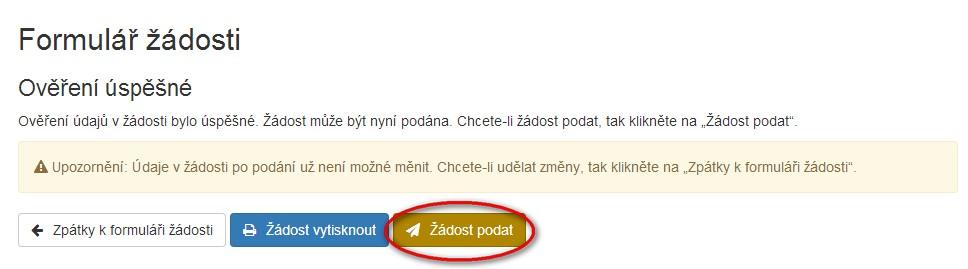 Formulář žádosti
Ověření úspěšné
Ověření údajů v žádosti bylo úspěšné. Žádost může být nyní podána. Chcete-li žádost podat, tak klikněte na „Žádost podat“.
Upozornění: Údaje v žádosti po podání už není možné měnit. Chcete-li udělat změny, tak klikněte na „Zpátky k formuláři žádosti“.
Zpátky k formuláři žádosti Žádost vytisknout Žádost podat